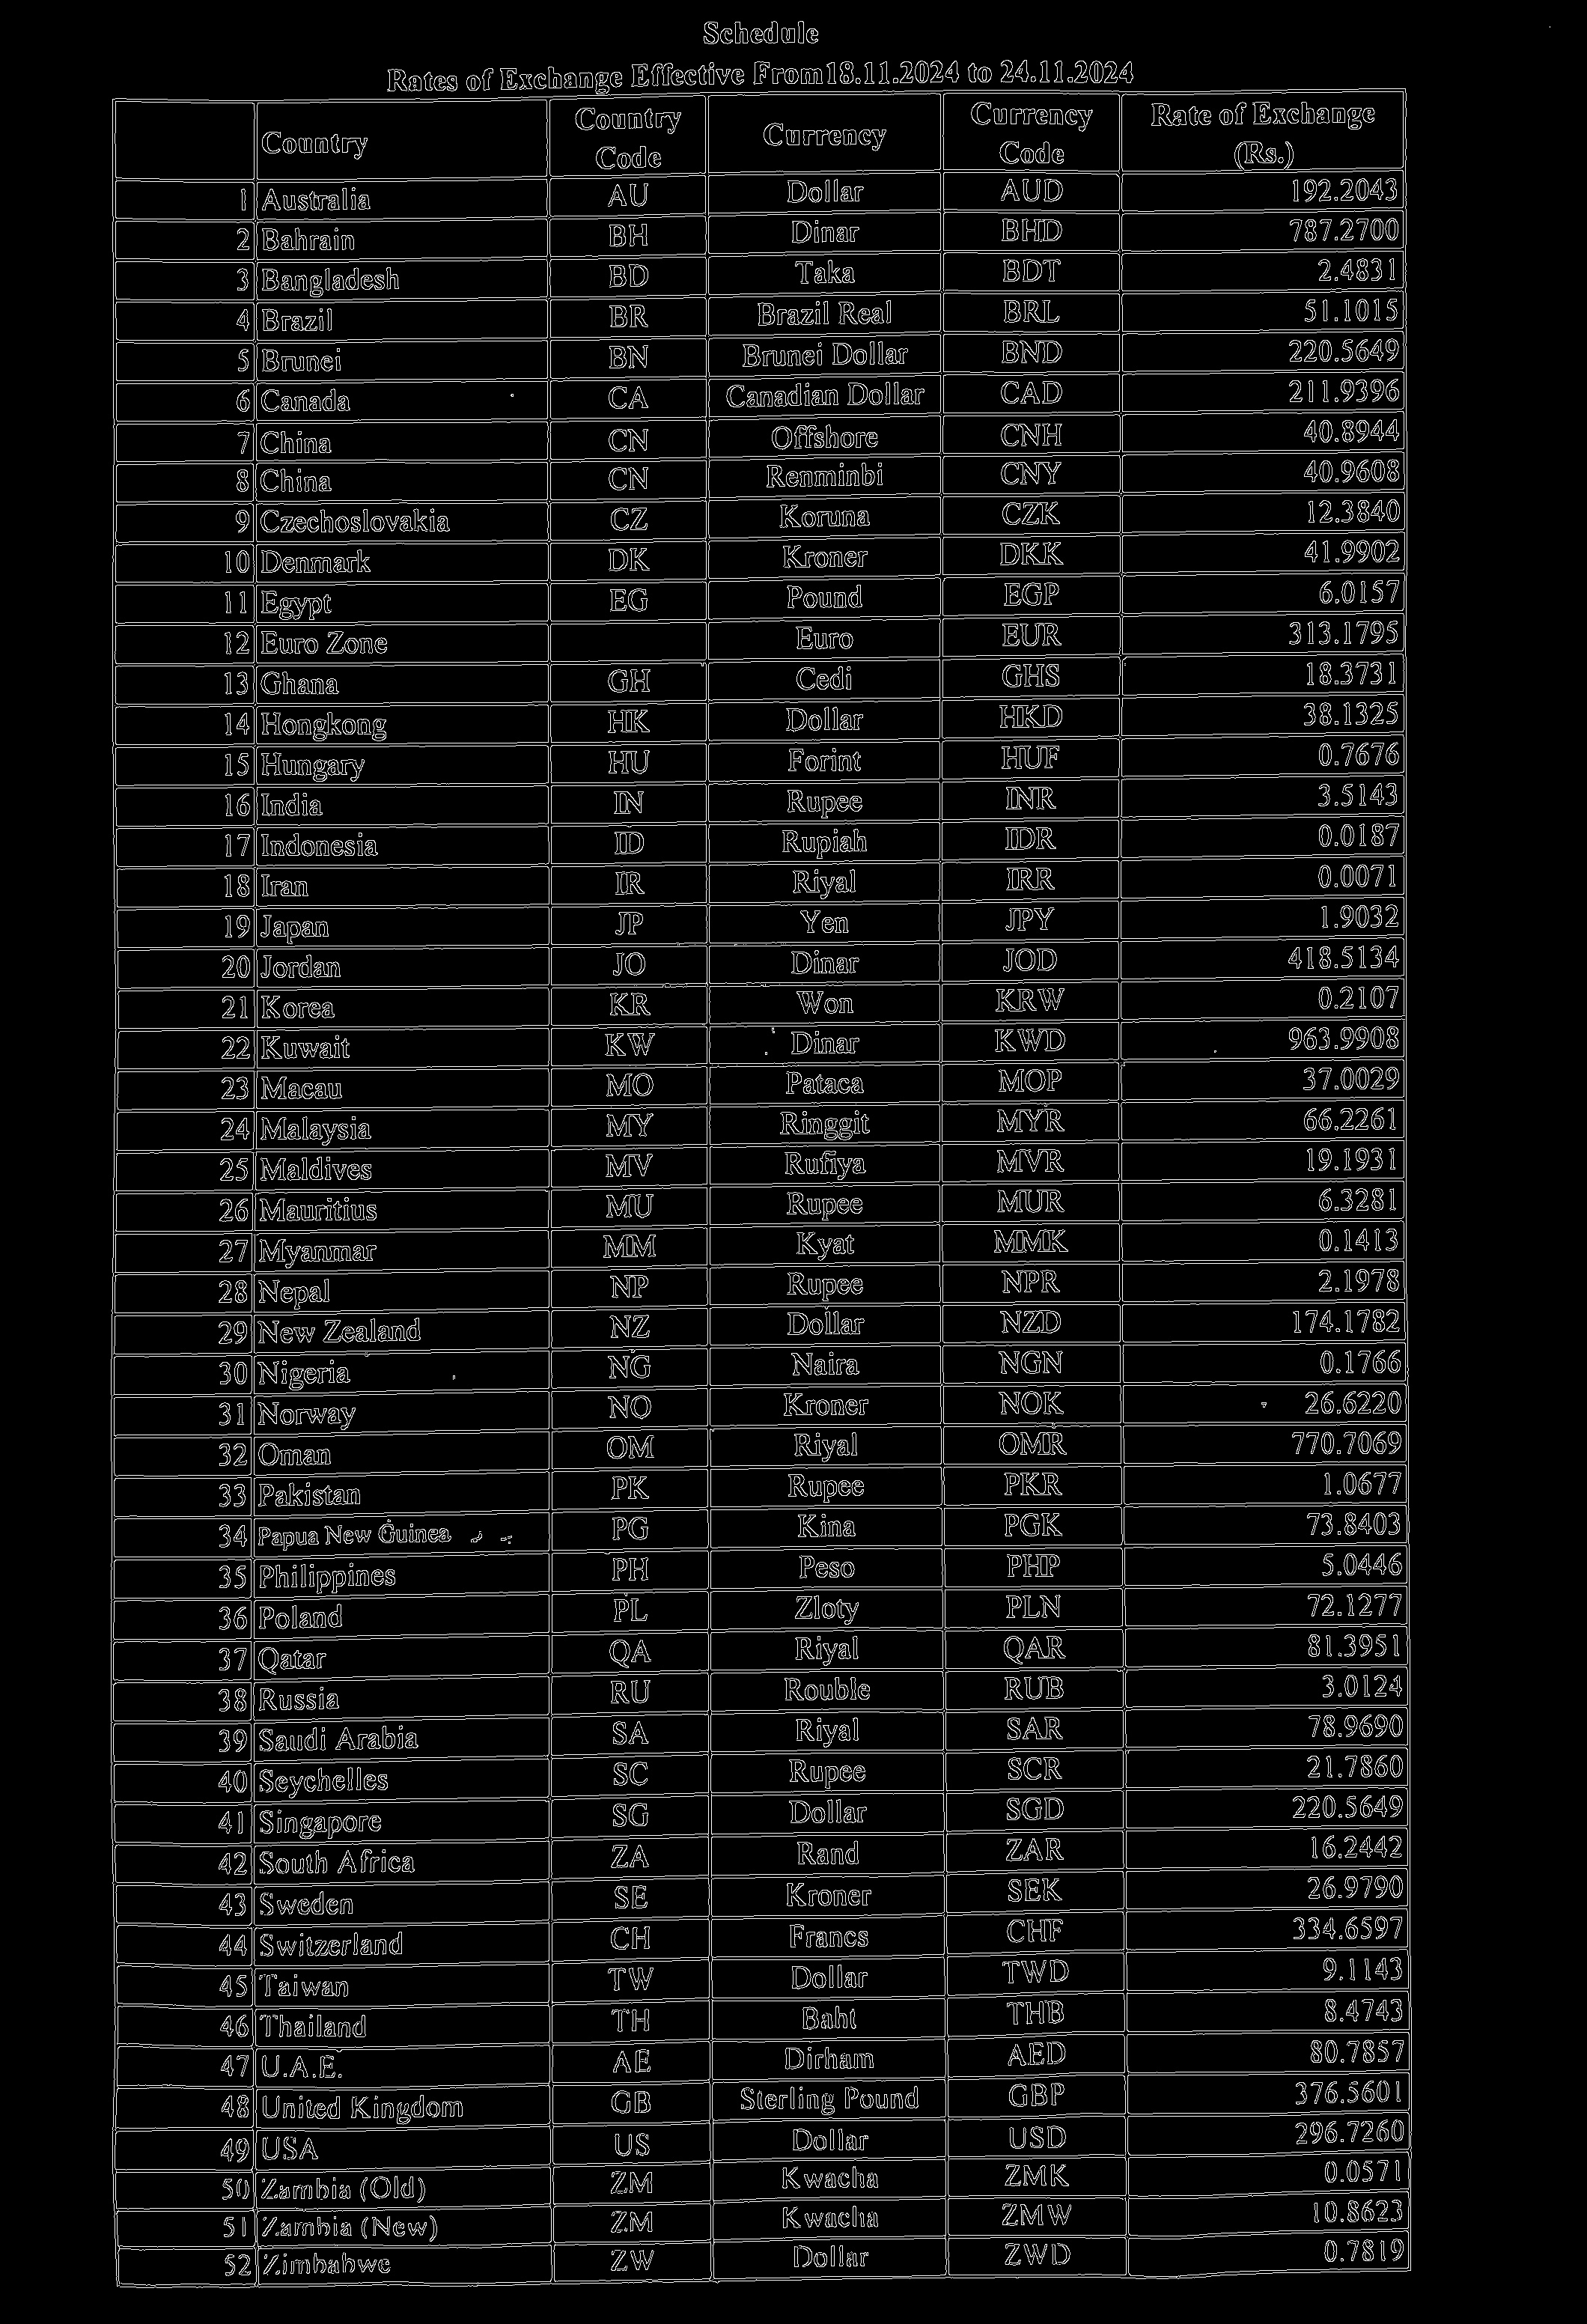 Schedule
Rates of Exchange Effective From18.11.2024 to 24.11.2024
Country Country Code Currency Currency Code Rate of Exchange (Rs.)
1 Australia AU Dollar AUD 192.2043
2 Bahrain BH Dinar BHD 787.2700
3 Bangladesh BD Taka BDT 2.4831
4 Brazil BR Brazil Real BRL 51.1015
5 Brunei BN Brunei Dollar BND 220.5649
6 Canada CA Canadian Dollar CAD 211.9396
7 China CN Offshore CNH 40.8944
8 China CN Renminbi CNY 40.9608
9 Czechoslovakia CZ Koruna CZK 12.3840
10 Denmark DK Kroner DKK 41.9902
11 Egypt EG Pound EGP 6.0157
12 Euro Zone Euro EUR 313.1795
13 Ghana GH Cedi GHS 18.3731
14 Hongkong HK Dollar HKD 38.1325
15 Hungary HU Forint HUF 0.7676
16 India IN Rupee INR 3.5143
17 Indonesia ID Rupiah IDR 0.0187
18 Iran IR Riyal IRR 0.0071
19 Japan JP Yen JPY 1.9032
20 Jordan JO Dinar JOD 418.5134
21 Korea KR Won KRW 0.2107
22 Kuwait KW Dinar KWD 963.9908
23 Macau MO Pataca MOP 37.0029
24 Malaysia MY Ringgit MYR 66.2261
25 Maldives MV Rufiya MVR 19.1931
26 Mauritius MU Rupee MUR 6.3281
27 Myanmar MM Kyat MMK 0.1413
28 Nepal NP Rupee NPR 2.1978
29 New Zealand NZ Dollar NZD 174.1782
30 Nigeria NG Naira NGN 0.1766
31 Norway NO Kroner NOK 26.6220
32 Oman OM Riyal OMR 770.7069
33 Pakistan PK Rupee PKR 1.0677
34 Papua New Guinea PG Kina PGK 73.8403
35 Philippines PH Peso PHP 5.0446
36 Poland PL Zloty PLN 72.1277
37 Qatar QA Riyal QAR 81.3951
38 Russia RU Rouble RUB 3.0124
39 Saudi Arabia SA Riyal SAR 78.9690
40 Seychelles SC Rupee SCR 21.7860
41 Singapore SG Dollar SGD 220.5649
42 South Africa ZA Rand ZAR 16.2442
43 Sweden SE Kroner SEK 26.9790
44 Switzerland CH Francs CHF 334.6597
45 Taiwan TW Dollar TWD 9.1143
46 Thailand TH Baht THB 8.4743
47 U.A.E. AE Dirham AED 80.7857
48 United Kingdom GB Sterling Pound GBP 376.5601
49 USA US Dollar USD 296.7260
50 Zambia (Old) ZM Kwacha ZMK 0.0571
51 Zambia (New) ZM Kwacha ZMW 10.8623
52 Zimbabwe ZW Dollar ZWD 0.7819